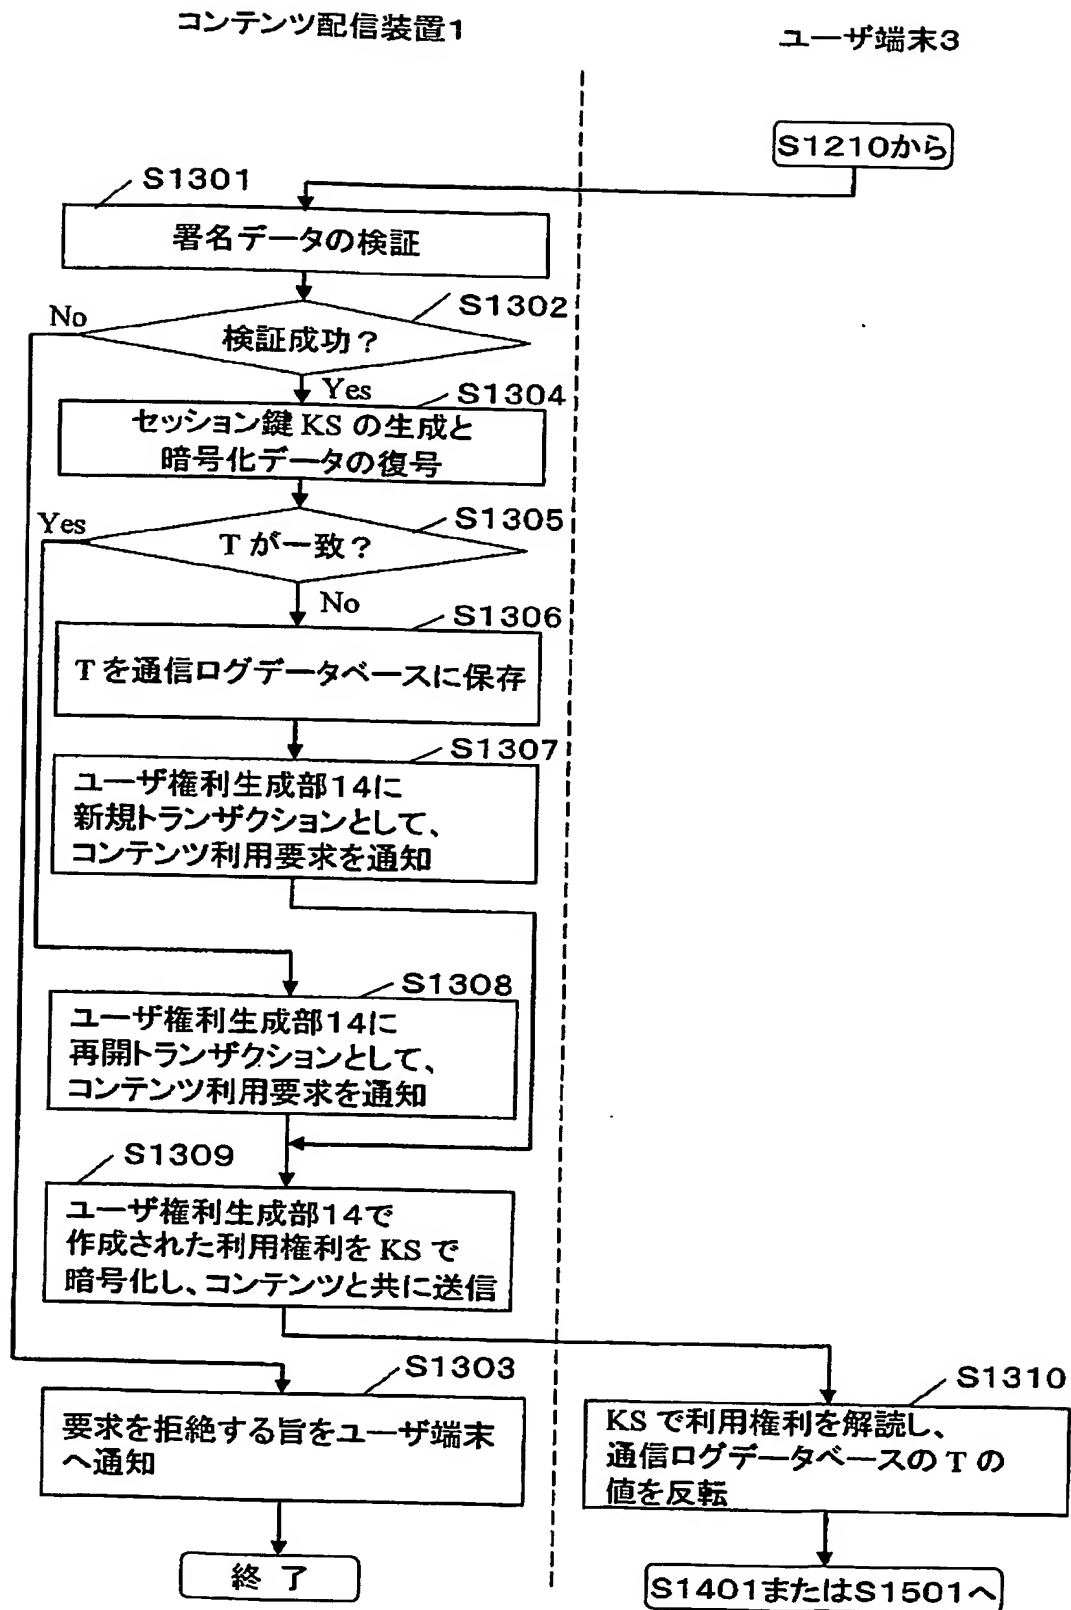 コンテンツ配信装置1
ユーザ端末3
S1210から
S1301
署名データの検証
S1302
No
検証成功？
Yes
S1304
セッション鍵 KS の生成と
暗号化データの復号
S1305
Yes
T が一致？
No
S1306
T を通信ログデータベースに保存
S1307
ユーザ権利生成部14に
新規トランザクションとして、
コンテンツ利用要求を通知
S1308
ユーザ権利生成部14に
再開トランザクションとして、
コンテンツ利用要求を通知
S1309
ユーザ権利生成部14で
作成された利用権利を KS で
暗号化し、コンテンツと共に送信
S1303
要求を拒絶する旨をユーザ端末
へ通知
終 了
S1310
KS で利用権利を解読し、
通信ログデータベースの T の
値を反転
S1401またはS1501へ